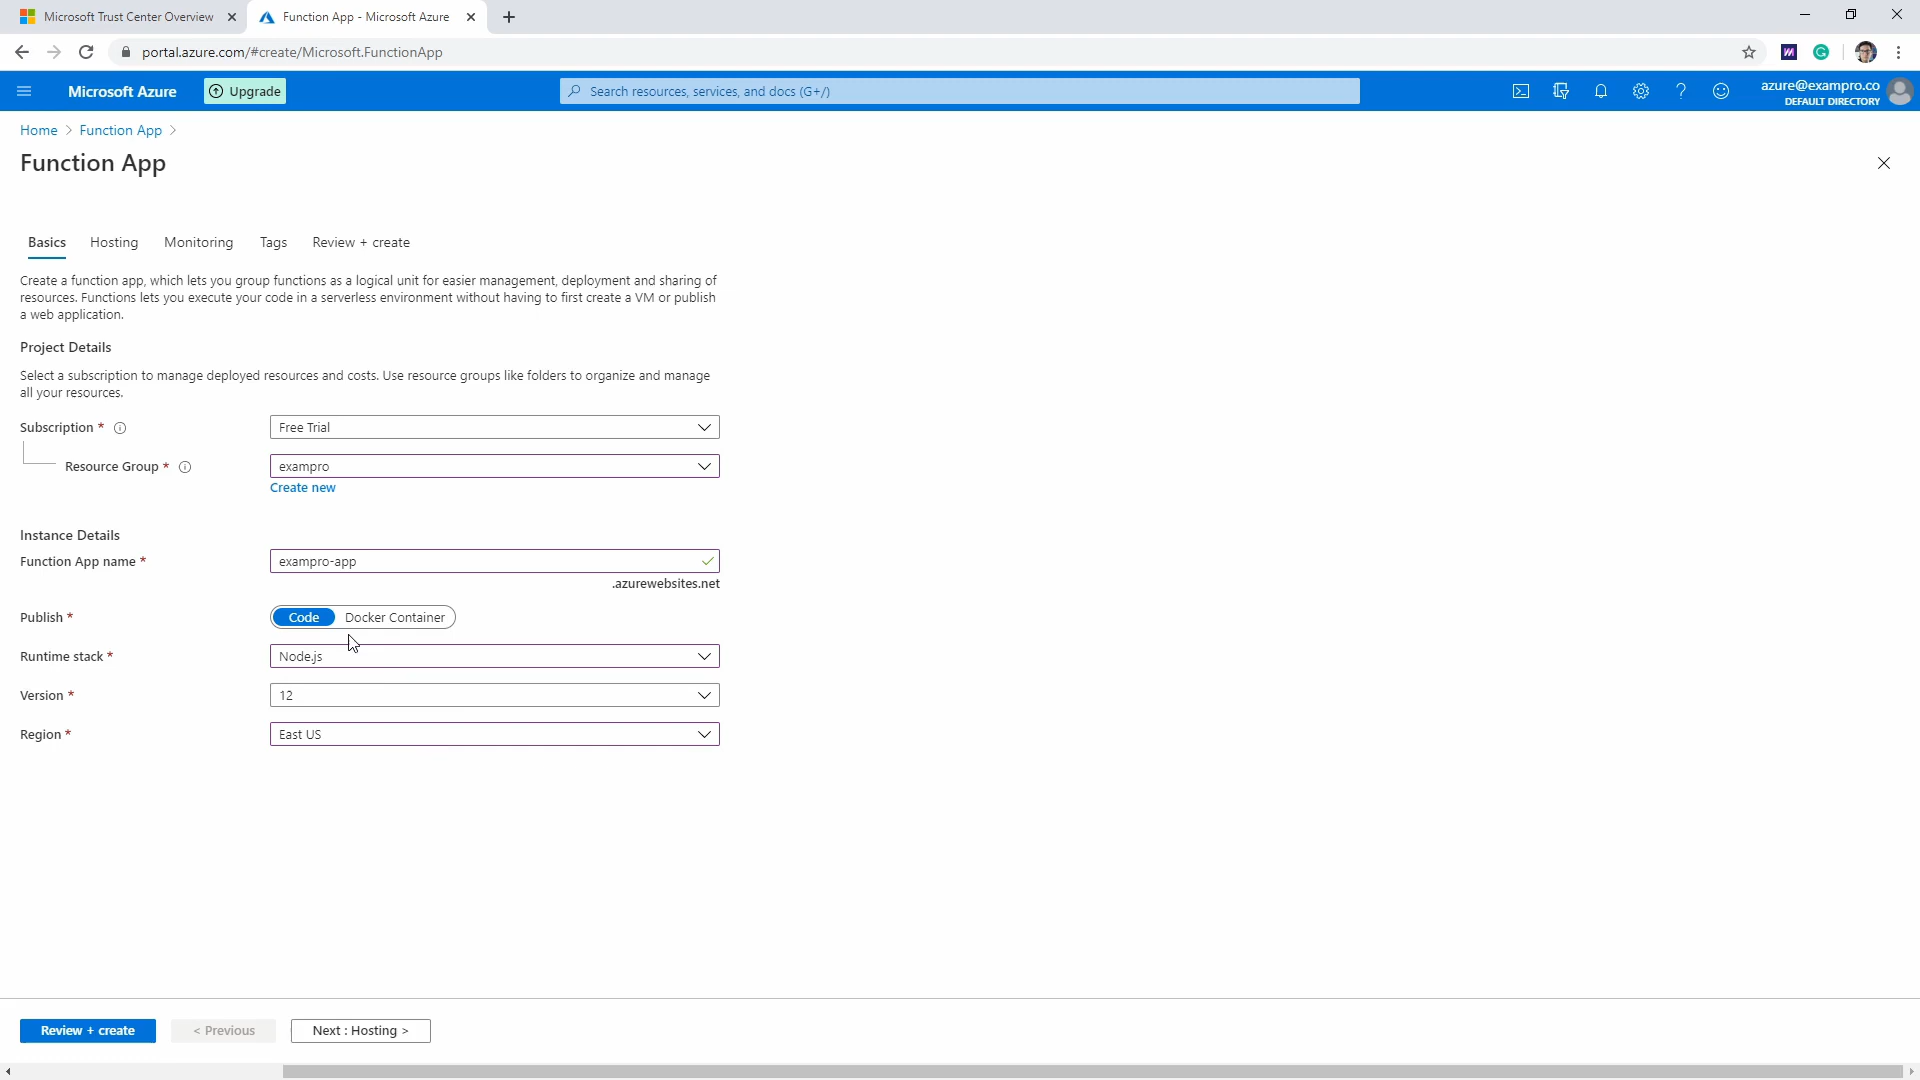 Microsoft Trust Center Overview
Function App - Microsoft Azure
portal.azure.com/#create/Microsoft.FunctionApp
Microsoft Azure
Upgrade
Search resources, services, and docs (G+/)
azure@exampro.co
DEFAULT DIRECTORY
Home > Function App >
Function App
Basics Hosting Monitoring Tags Review + create
Create a function app, which lets you group functions as a logical unit for easier management, deployment and sharing of
resources. Functions lets you execute your code in a serverless environment without having to first create a VM or publish
a web application.
Project Details
Select a subscription to manage deployed resources and costs. Use resource groups like folders to organize and manage
all your resources.
Subscription * Free Trial
Resource Group * exampro
Create new
Instance Details
Function App name * exampro-app
.azurewebsites.net
Publish * Code Docker Container
Runtime stack * Node.js
Version * 12
Region * East US
Review + create < Previous Next : Hosting >